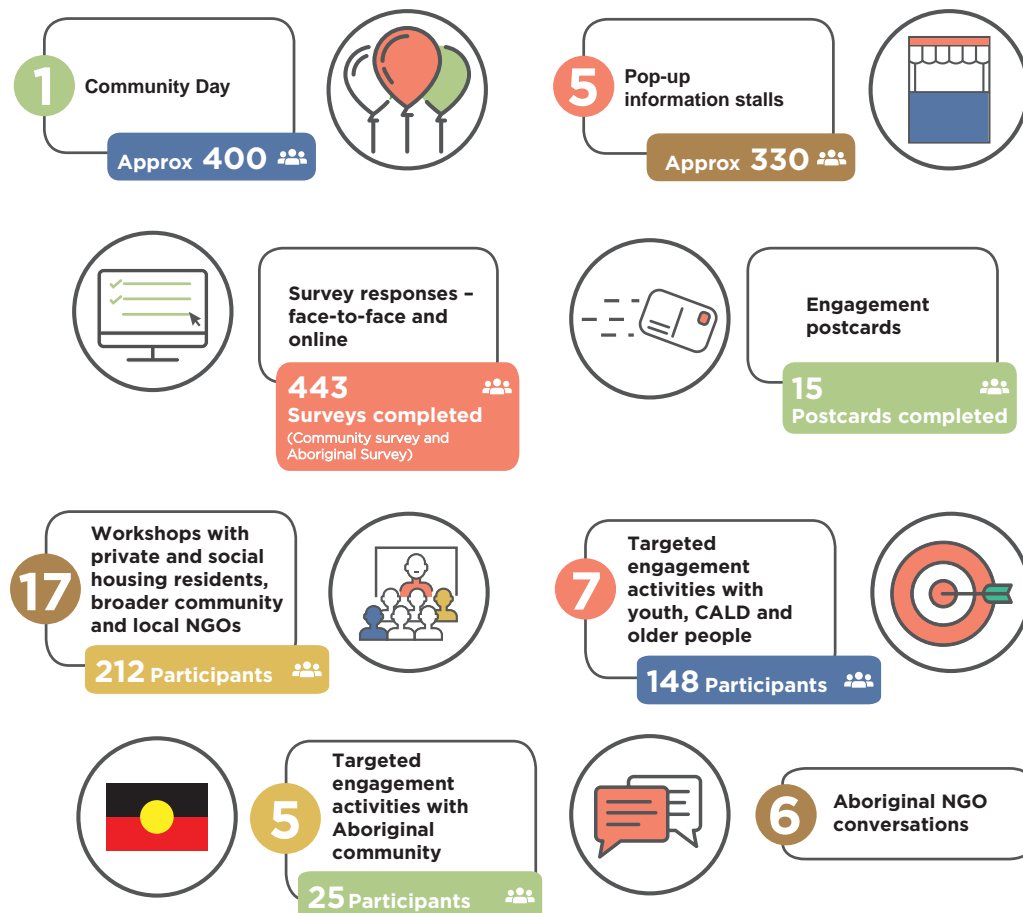 1
Community Day
Approx 400
5
Pop-up
information stalls
Approx 330
Survey responses –
face-to-face and
online
443
Surveys completed
(Community survey and
Aboriginal Survey)
Engagement
postcards
15
Postcards completed
17
Workshops with
private and social
housing residents,
broader community
and local NGOs
212 Participants
7
Targeted
engagement
activities with
youth, CALD and
older people
148 Participants
5
Targeted
engagement
activities with
Aboriginal
community
25 Participants
6
Aboriginal NGO
conversations